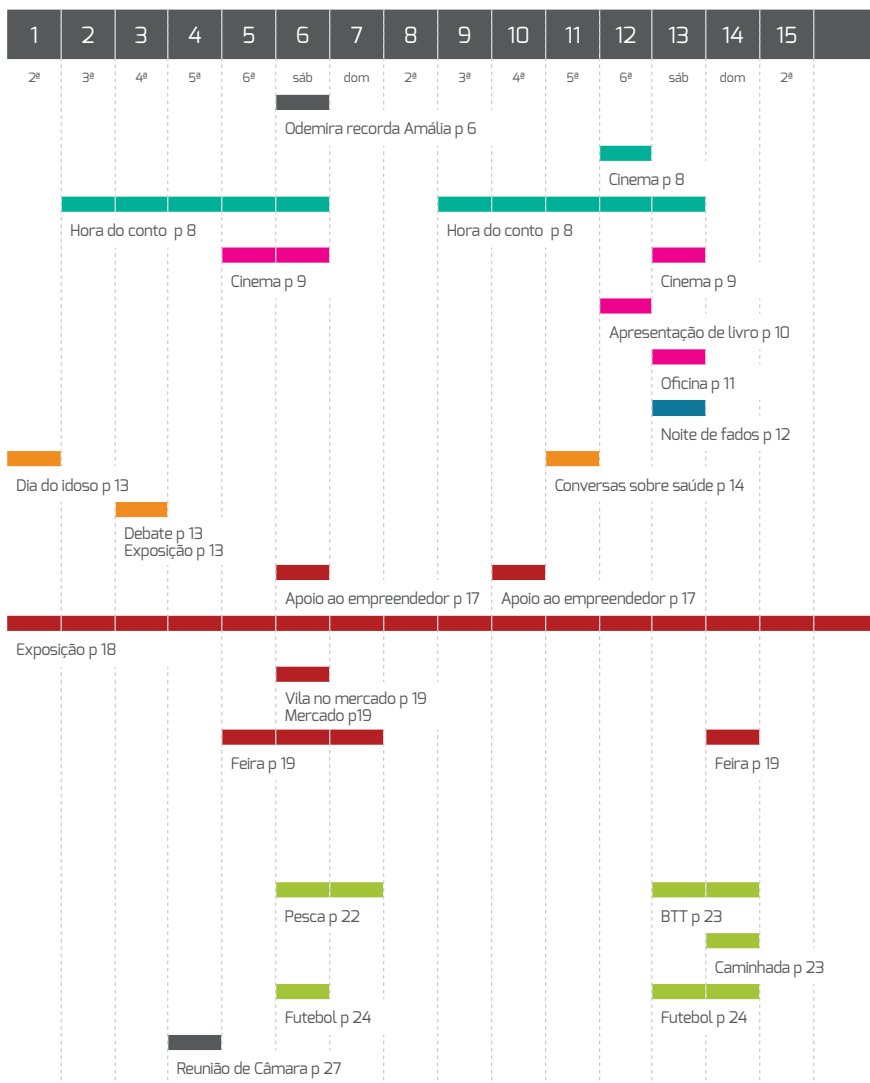 1 2 3 4 5 6 7 8 9 10 11 12 13 14 15
2ª 3ª 4ª 5ª 6ª sáb dom 2ª 3ª 4ª 5ª 6ª sáb dom 2ª
Odemira recorda Amália p 6
Cinema p 8
Hora do conto p 8 Hora do conto p 8
Cinema p 9 Cinema p 9
Apresentação de livro p 10
Oficina p 11
Noite de fados p 12
Dia do idoso p 13 Conversas sobre saúde p 14
Debate p 13
Exposição p 13
Apoio ao empreendedor p 17 Apoio ao empreendedor p 17
Exposição p 18
Vila no mercado p 19
Mercado p19
Feira p 19 Feira p 19
Pesca p 22 BTT p 23
Caminhada p 23
Futebol p 24 Futebol p 24
Reunião de Câmara p 27